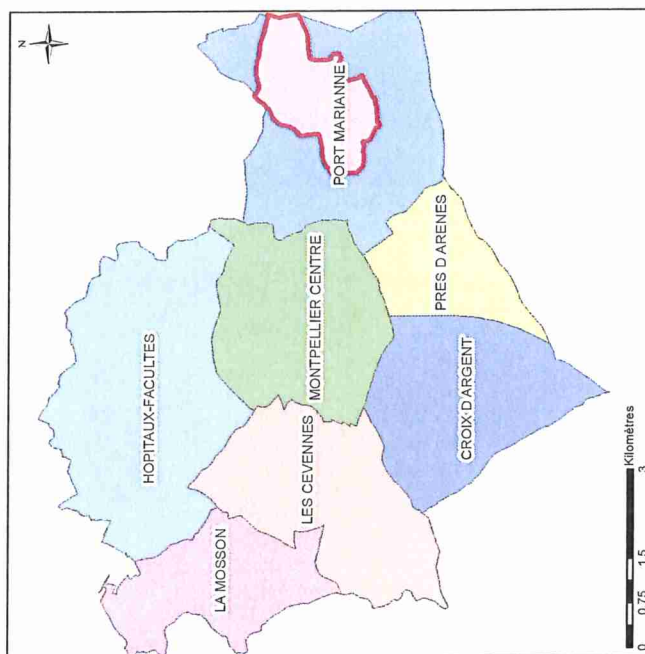 N
HOPITAUX-FACULTES
LA MOSSON
LES CEVENNES
MONTPELLIER CENTRE
PORT MARIANNE
PRES D ARENES
CROIX D'ARGENT
0 0.75 1.5 3
Kilomètres